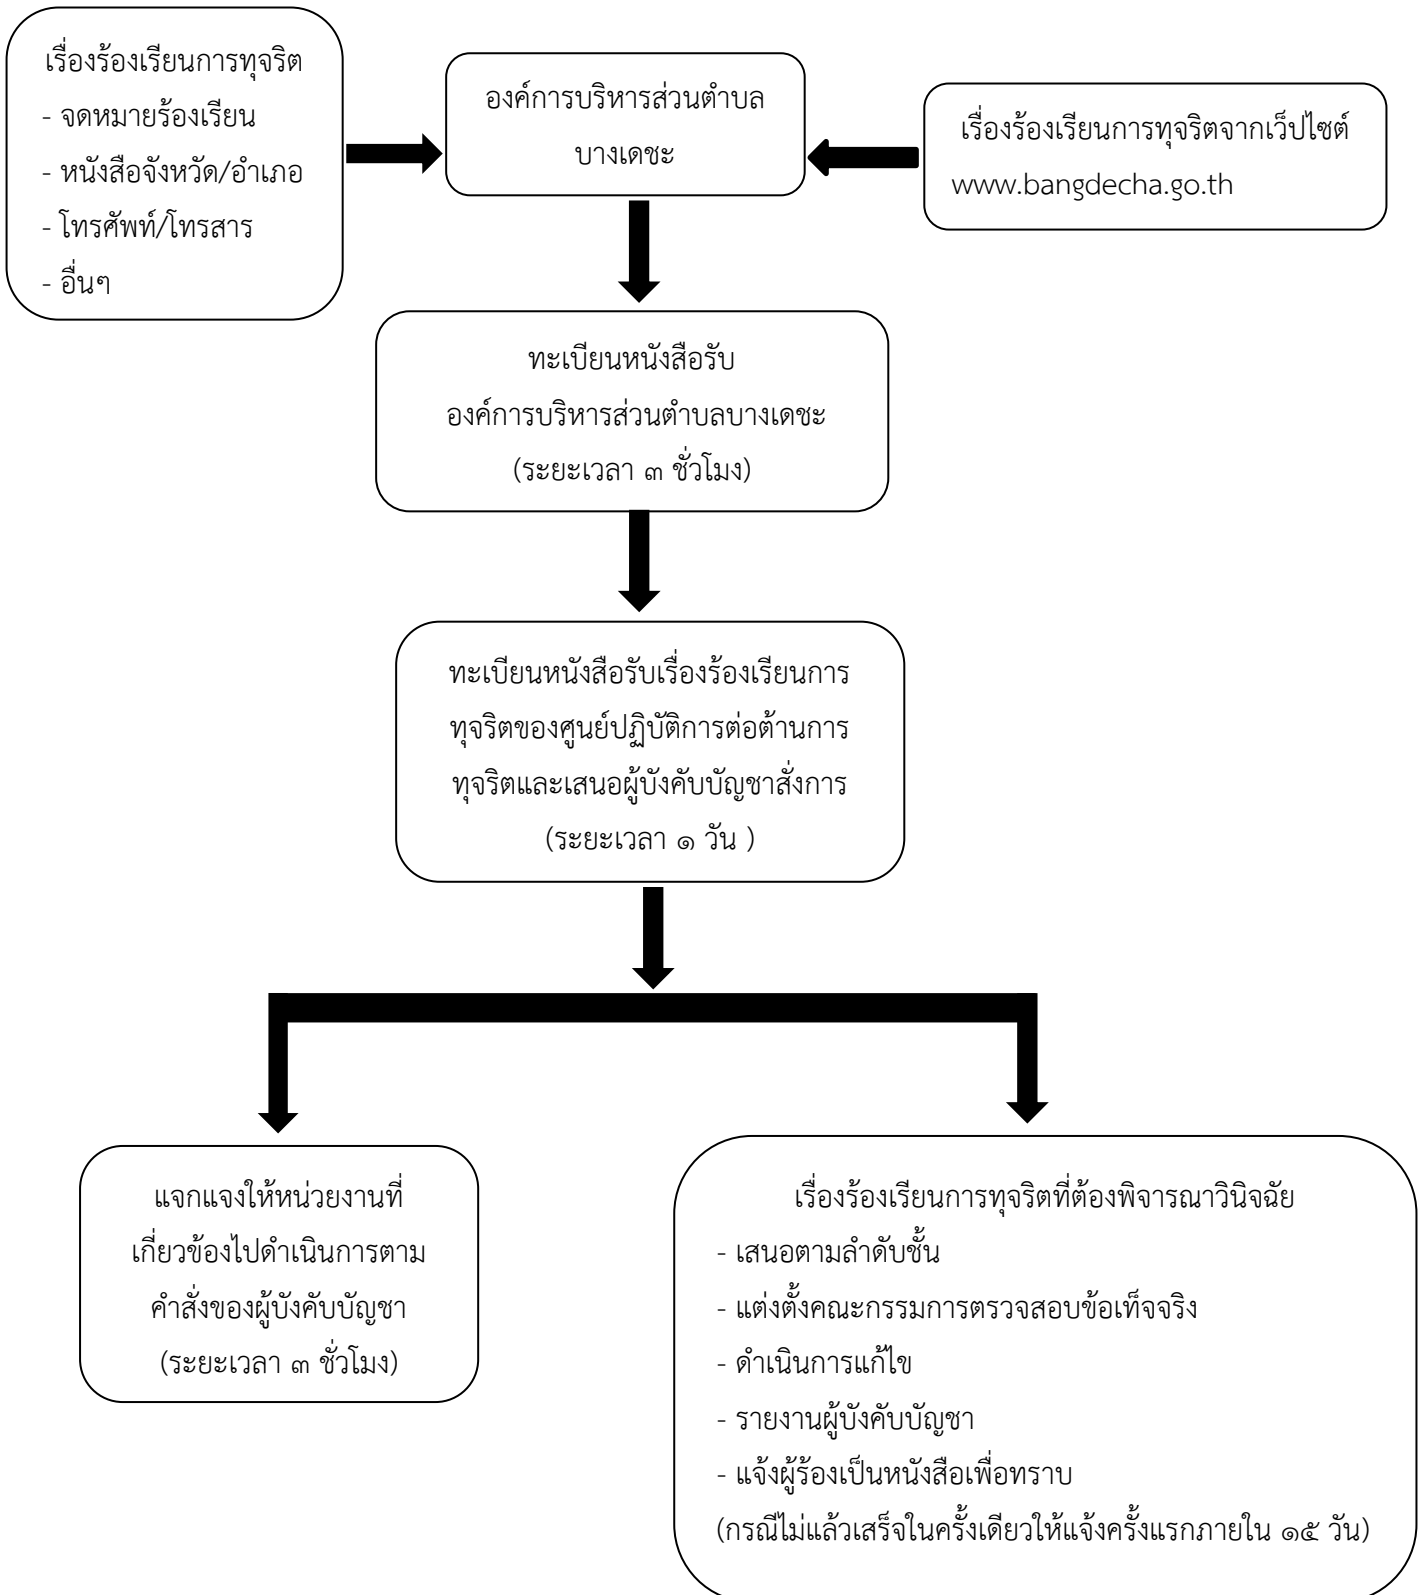 เรื่องร้องเรียนการทุจริต
- จดหมายร้องเรียน
- หนังสือจังหวัด/อำเภอ
- โทรศัพท์/โทรสาร
- อื่นๆ
องค์การบริหารส่วนตำบล
บางเดชะ
เรื่องร้องเรียนการทุจริตจากเว็ปไซต์
www.bangdecha.go.th
ทะเบียนหนังสือรับ
องค์การบริหารส่วนตำบลบางเดชะ
(ระยะเวลา ๓ ชั่วโมง)
ทะเบียนหนังสือรับเรื่องร้องเรียนการ
ทุจริตของศูนย์ปฏิบัติการต่อต้านการ
ทุจริตและเสนอผู้บังคับบัญชาสั่งการ
(ระยะเวลา ๑ วัน )
แจกแจงให้หน่วยงานที่
เกี่ยวข้องไปดำเนินการตาม
คำสั่งของผู้บังคับบัญชา
(ระยะเวลา ๓ ชั่วโมง)
เรื่องร้องเรียนการทุจริตที่ต้องพิจารณาวินิจฉัย
- เสนอตามลำดับชั้น
- แต่งตั้งคณะกรรมการตรวจสอบข้อเท็จจริง
- ดำเนินการแก้ไข
- รายงานผู้บังคับบัญชา
- แจ้งผู้ร้องเป็นหนังสือเพื่อทราบ
(กรณีไม่แล้วเสร็จในครั้งเดียวให้แจ้งครั้งแรกภายใน ๑๕ วัน)